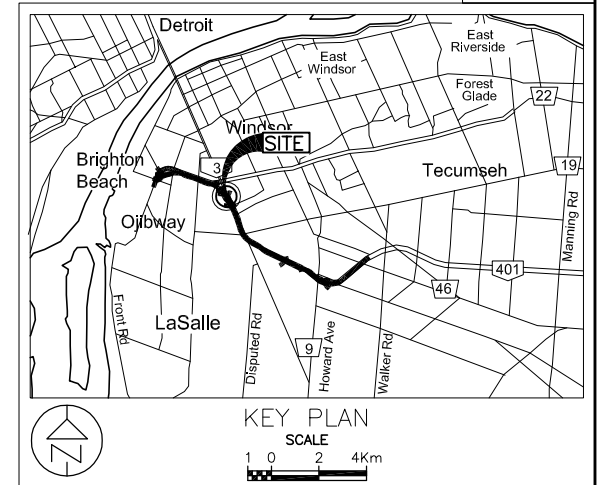 Detroit
East
Riverside
East
Windsor
Forest
Glade
22
Windsor
SITE
3
Brighton
Beach
Tecumseh
19
Ojibway
Manning Rd
401
46
Front Rd
LaSalle
Disputed Rd
9
Howard Ave
Walker Rd
N
KEY PLAN
SCALE
1 0 2 4Km